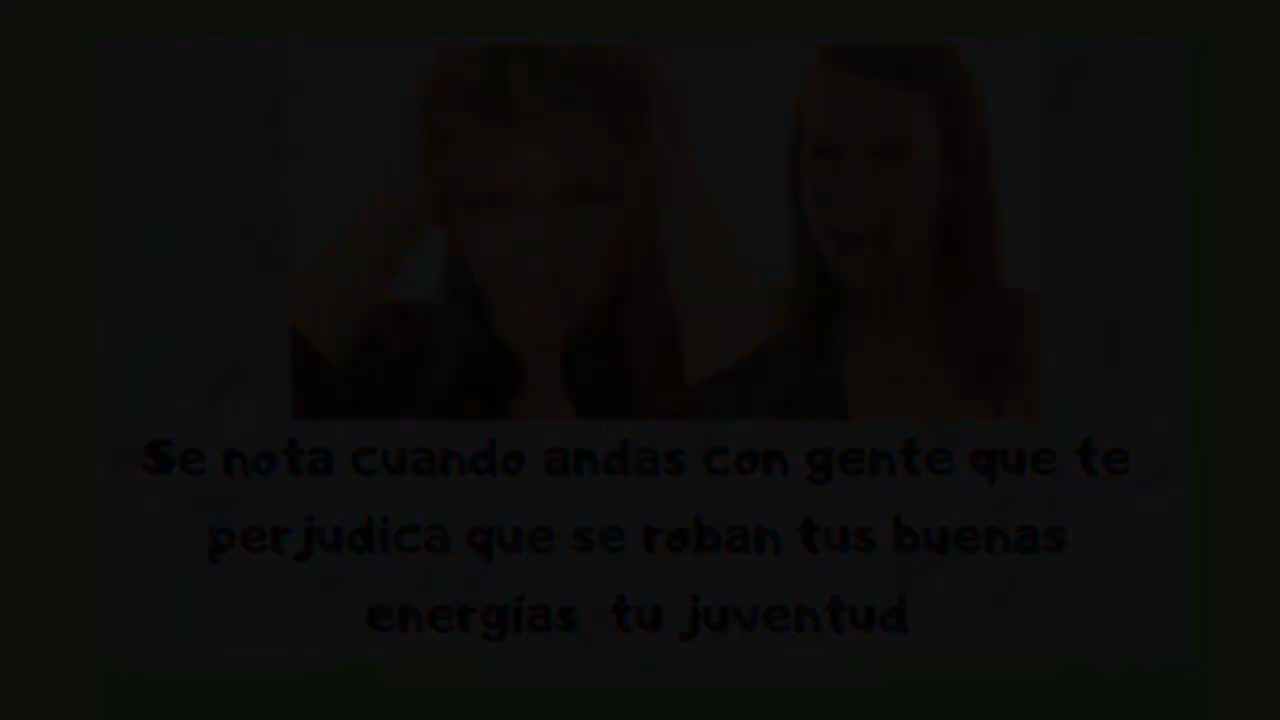 Se nota cuando andas con gente que te
perjudica que se roban tus buenas
energías tu juventud